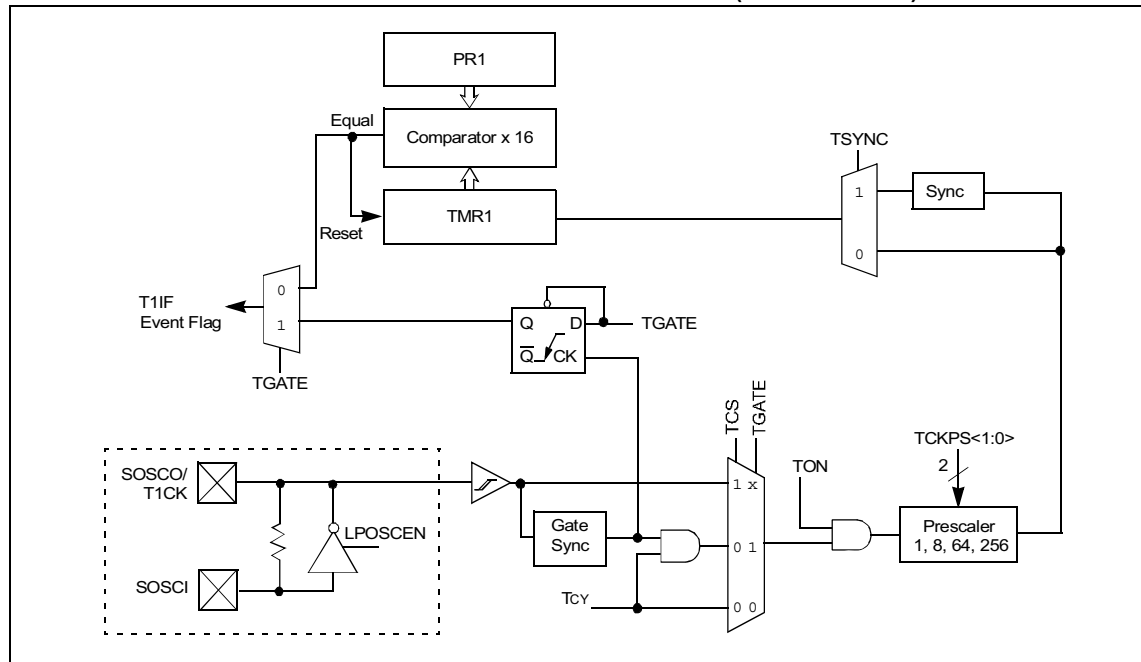 PR1
Equal
Comparator x 16
TSYNC
1
Sync
TMR1
Reset
0
0
T1IF
Event Flag
1
Q
D
TGATE
Q
CK
TGATE
TCS
TGATE
TCKPS<1:0>
2
SOSCO/
T1CK
1 x
TON
Prescaler
1, 8, 64, 256
Gate
Sync
0 1
LPOSCEN
SOSCI
TCY
0 0